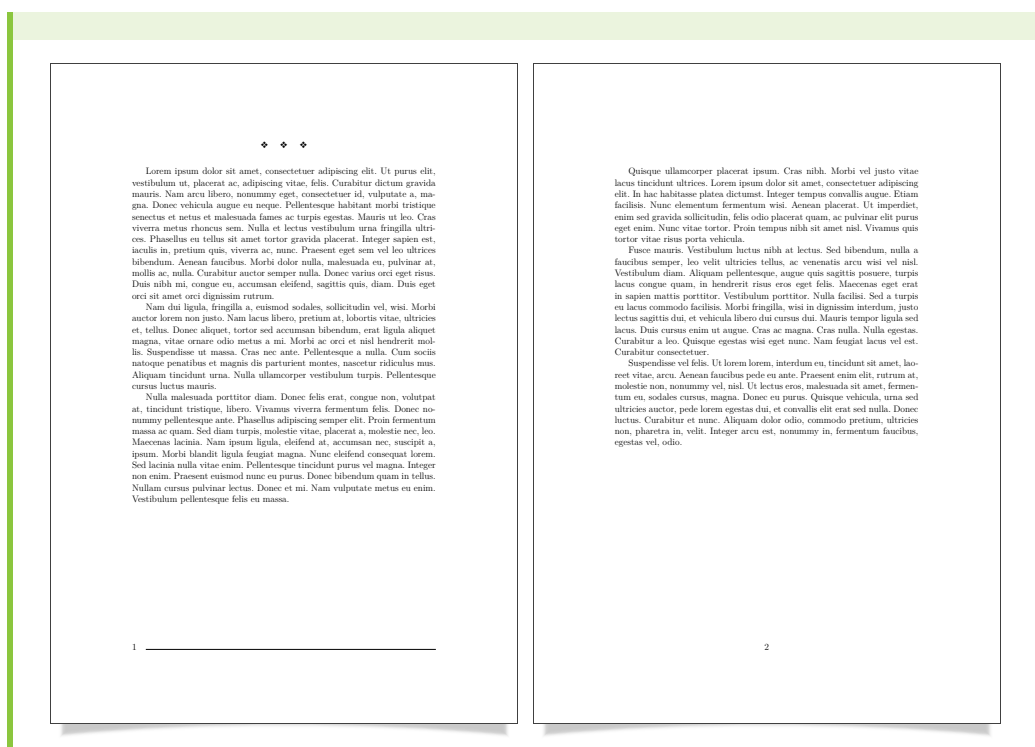 ❖ ❖ ❖
Lorem ipsum dolor sit amet, consectetuer adipiscing elit. Ut purus elit,
vestibulum ut, placerat ac, adipiscing vitae, felis. Curabitur dictum gravida
mauris. Nam arcu libero, nonummy eget, consectetuer id, vulputate a, ma-
gna. Donec vehicula augue eu neque. Pellentesque habitant morbi tristique
senectus et netus et malesuada fames ac turpis egestas. Mauris ut leo. Cras
viverra metus rhoncus sem. Nulla et lectus vestibulum urna fringilla ultri-
ces. Phasellus eu tellus sit amet tortor gravida placerat. Integer sapien est,
iaculis in, pretium quis, viverra ac, nunc. Praesent eget sem vel leo ultrices
bibendum. Aenean faucibus. Morbi dolor nulla, malesuada eu, pulvinar at,
mollis ac, nulla. Curabitur auctor semper nulla. Donec varius orci eget risus.
Duis nibh mi, congue eu, accumsan eleifend, sagittis quis, diam. Duis eget
orci sit amet orci dignissim rutrum.
Nam dui ligula, fringilla a, euismod sodales, sollicitudin vel, wisi. Morbi
auctor lorem non justo. Nam lacus libero, pretium at, lobortis vitae, ultricies
et, tellus. Donec aliquet, tortor sed accumsan bibendum, erat ligula aliquet
magna, vitae ornare odio metus a mi. Morbi ac orci et nisl hendrerit mol-
lis. Suspendisse ut massa. Cras nec ante. Pellentesque a nulla. Cum sociis
natoque penatibus et magnis dis parturient montes, nascetur ridiculus mus.
Aliquam tincidunt urna. Nulla ullamcorper vestibulum turpis. Pellentesque
cursus luctus mauris.
Nulla malesuada porttitor diam. Donec felis erat, congue non, volutpat
at, tincidunt tristique, libero. Vivamus viverra fermentum felis. Donec no-
nummy pellentesque ante. Phasellus adipiscing semper elit. Proin fermentum
massa ac quam. Sed diam turpis, molestie vitae, placerat a, molestie nec, leo.
Maecenas lacinia. Nam ipsum ligula, eleifend at, accumsan nec, suscipit a,
ipsum. Morbi blandit ligula feugiat magna. Nunc eleifend consequat lorem.
Sed lacinia nulla vitae enim. Pellentesque tincidunt purus vel magna. Integer
non enim. Praesent euismod nunc eu purus. Donec bibendum quam in tellus.
Nullam cursus pulvinar lectus. Donec et mi. Nam vulputate metus eu enim.
Vestibulum pellentesque felis eu massa.
1
Quisque ullamcorper placerat ipsum. Cras nibh. Morbi vel justo vitae
lacus tincidunt ultrices. Lorem ipsum dolor sit amet, consectetuer adipiscing
elit. In hac habitasse platea dictumst. Integer tempus convallis augue. Etiam
facilisis. Nunc elementum fermentum wisi. Aenean placerat. Ut imperdiet,
enim sed gravida sollicitudin, felis odio placerat quam, ac pulvinar elit purus
eget enim. Nunc vitae tortor. Proin tempus nibh sit amet nisl. Vivamus quis
tortor vitae risus porta vehicula.
Fusce mauris. Vestibulum luctus nibh at lectus. Sed bibendum, nulla a
faucibus semper, leo velit ultricies tellus, ac venenatis arcu wisi vel nisl.
Vestibulum diam. Aliquam pellentesque, augue quis sagittis posuere, turpis
lacus congue quam, in hendrerit risus eros eget felis. Maecenas eget erat
in sapien mattis porttitor. Vestibulum porttitor. Nulla facilisi. Sed a turpis
eu lacus commodo facilisis. Morbi fringilla, wisi in dignissim interdum, justo
lectus sagittis dui, et vehicula libero dui cursus dui. Mauris tempor ligula sed
lacus. Duis cursus enim ut augue. Cras ac magna. Cras nulla. Nulla egestas.
Curabitur a leo. Quisque egestas wisi eget nunc. Nam feugiat lacus vel est.
Curabitur consectetuer.
Suspendisse vel felis. Ut lorem lorem, interdum eu, tincidunt sit amet, lao-
reet vitae, arcu. Aenean faucibus pede eu ante. Praesent enim elit, rutrum at,
molestie non, nonummy vel, nisl. Ut lectus eros, malesuada sit amet, fermen-
tum eu, sodales cursus, magna. Donec eu purus. Quisque vehicula, urna sed
ultricies auctor, pede lorem egestas dui, et convallis elit erat sed nulla. Donec
luctus. Curabitur et nunc. Aliquam dolor odio, commodo pretium, ultricies
non, pharetra in, velit. Integer arcu est, nonummy in, fermentum faucibus,
egestas vel, odio.
2